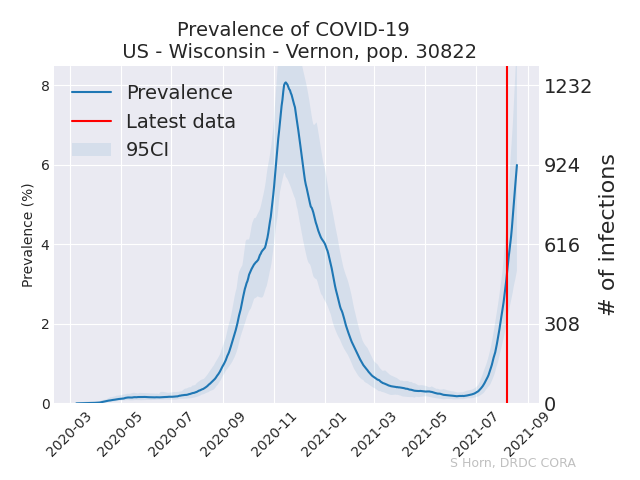 Prevalence of COVID-19
US - Wisconsin - Vernon, pop. 30822
Prevalence
Latest data
95CI
Prevalence (%)
8
6
4
2
0
1232
924
616
308
0
# of infections
2020-03
2020-05
2020-07
2020-09
2020-11
2021-01
2021-03
2021-05
2021-07
2021-09
S Horn, DRDC CORA